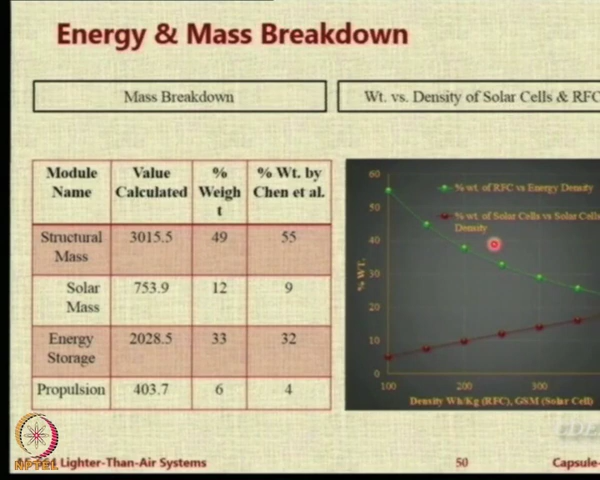 Energy & Mass Breakdown
Mass Breakdown
Wt. vs. Density of Solar Cells & RFC
Module Name
Value Calculated
% Weight
% Wt. by Chen et al.
Structural Mass
3015.5
49
55
Solar Mass
753.9
12
9
Energy Storage
2028.5
33
32
Propulsion
403.7
6
4
% wt. of RFC vs Energy Density
% wt. of Solar Cells vs Solar Cells Density
% WT.
60
50
40
30
20
10
0
100
200
300
Density Wh/Kg (RFC), GSM (Solar Cell)
NPTEL
Lighter-Than-Air Systems
50
Capsule-